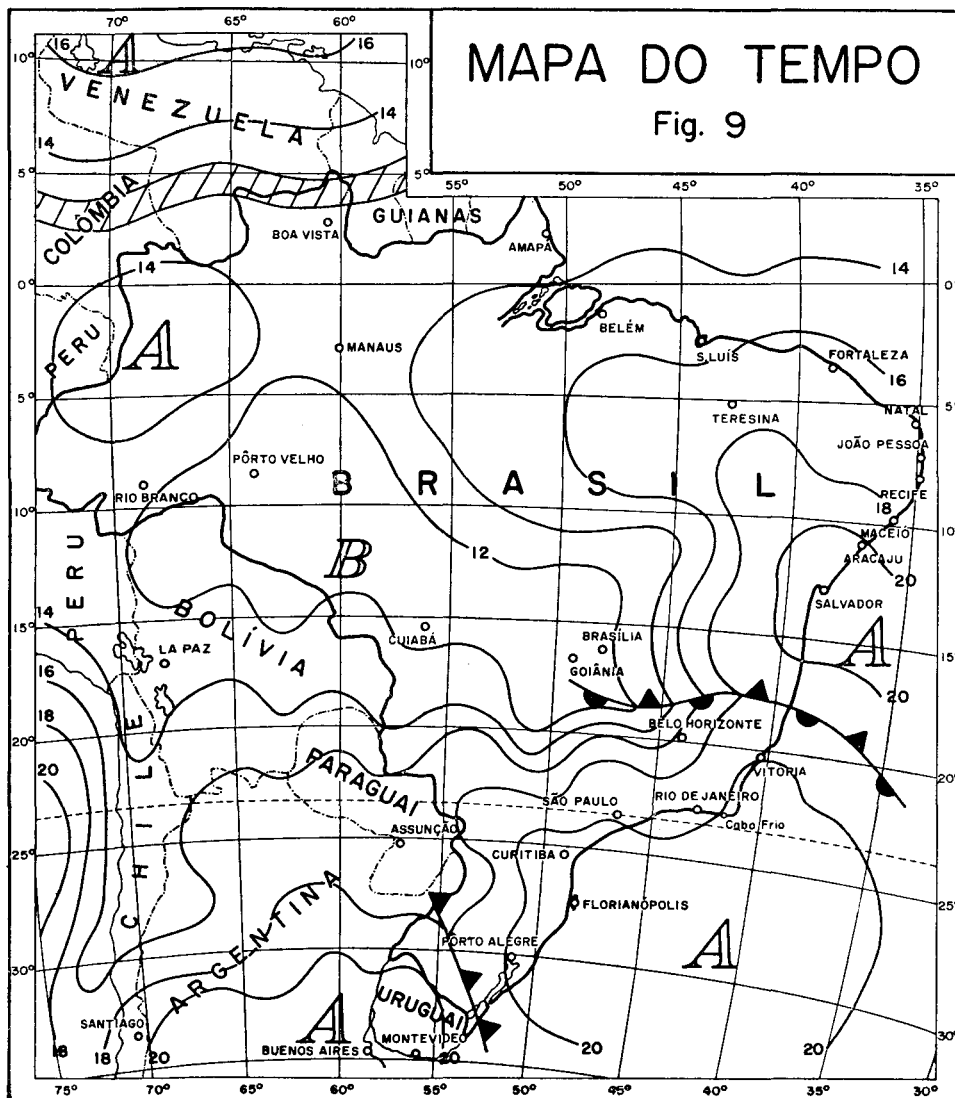 MAPA DO TEMPO
Fig. 9
70° 65° 60°
16 A 16
10° 10°
VENEZUELA
14 14
5° 5°
55° 50° 45° 40° 35°
COLÔMBIA
GUIANAS
BOA VISTA
AMAPÁ
14 14
0° 0°
PERU
A
MANAUS
BELÉM
S.LUÍS
FORTALEZA
16
5° 5°
TERESINA
NATAL
JOÃO PESSOA
PÔRTO VELHO
BRASIL
RIO BRANCO
RECIFE
18
10° 10°
MACEIÓ
PERU
B
12
ARACAJU
20
SALVADOR
14
BOLÍVIA
15° 15°
CUIABÁ
BRASÍLIA
A
LA PAZ
GOIÂNIA
16
20
18
BELO HORIZONTE
20° 20°
20
CHILE
PARAGUAI
VITORIA
SÃO PAULO
RIO DE JANEIRO
Cabo Frio
ASSUNÇÃO
25° 25°
CURITIBA
ARGENTINA
FLORIANÓPOLIS
PORTO ALEGRE
A
30° 30°
URUGUAI
SANTIAGO
A
MONTEVIDEO
BUENOS AIRES
18 18 20 20 20 20
75° 70° 65° 60° 55° 50° 45° 40° 35° 30°